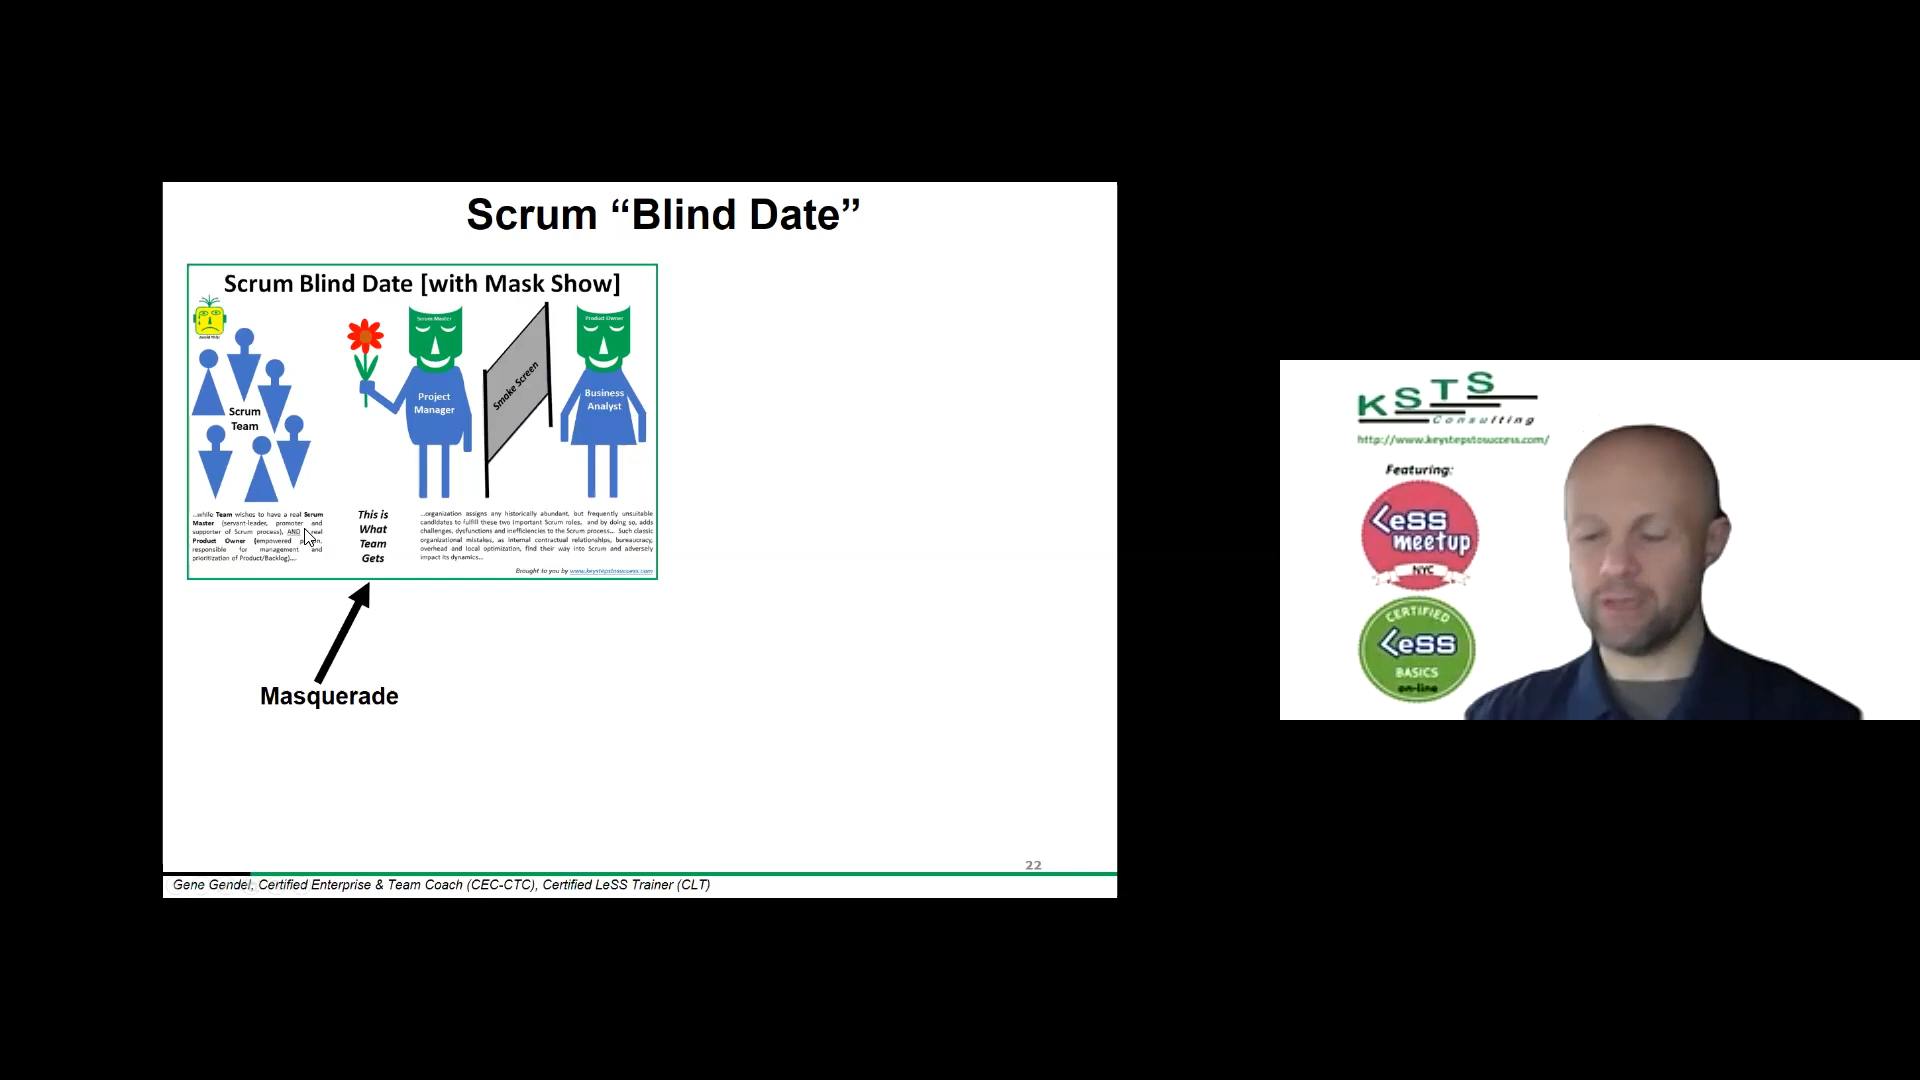 Scrum “Blind Date”
Scrum Blind Date [with Mask Show]
Scrum Master
Product Owner
Smoke Screen
Project
Manager
Business
Analyst
Scrum
Team
...while Team wishes to have a real Scrum
Master (servant-leader, promoter and
supporter of Scrum process), AND real
Product Owner (empowered
responsible for management and
prioritization of Product/Backlog)....
This is
What
Team
Gets
...organization assigns any historically abundant, but frequently unsuitable
candidates to fulfill these two important Scrum roles, and by doing so, adds
challenges, dysfunctions and inefficiencies to the Scrum process... Such classic
organizational mistakes, as internal contractual relationships, bureaucracy,
overhead and local optimization, find their way into Scrum and adversely
impact its dynamics...
Brought to you by www.keystepstosuccess.com
Masquerade
22
Gene Gendel, Certified Enterprise & Team Coach (CEC-CTC), Certified LeSS Trainer (CLT)
KSTS
Consulting
http://www.keystepstosuccess.com/
Featuring:
LeSS
meetup
NYC
CERTIFIED
LeSS
BASICS
on-line